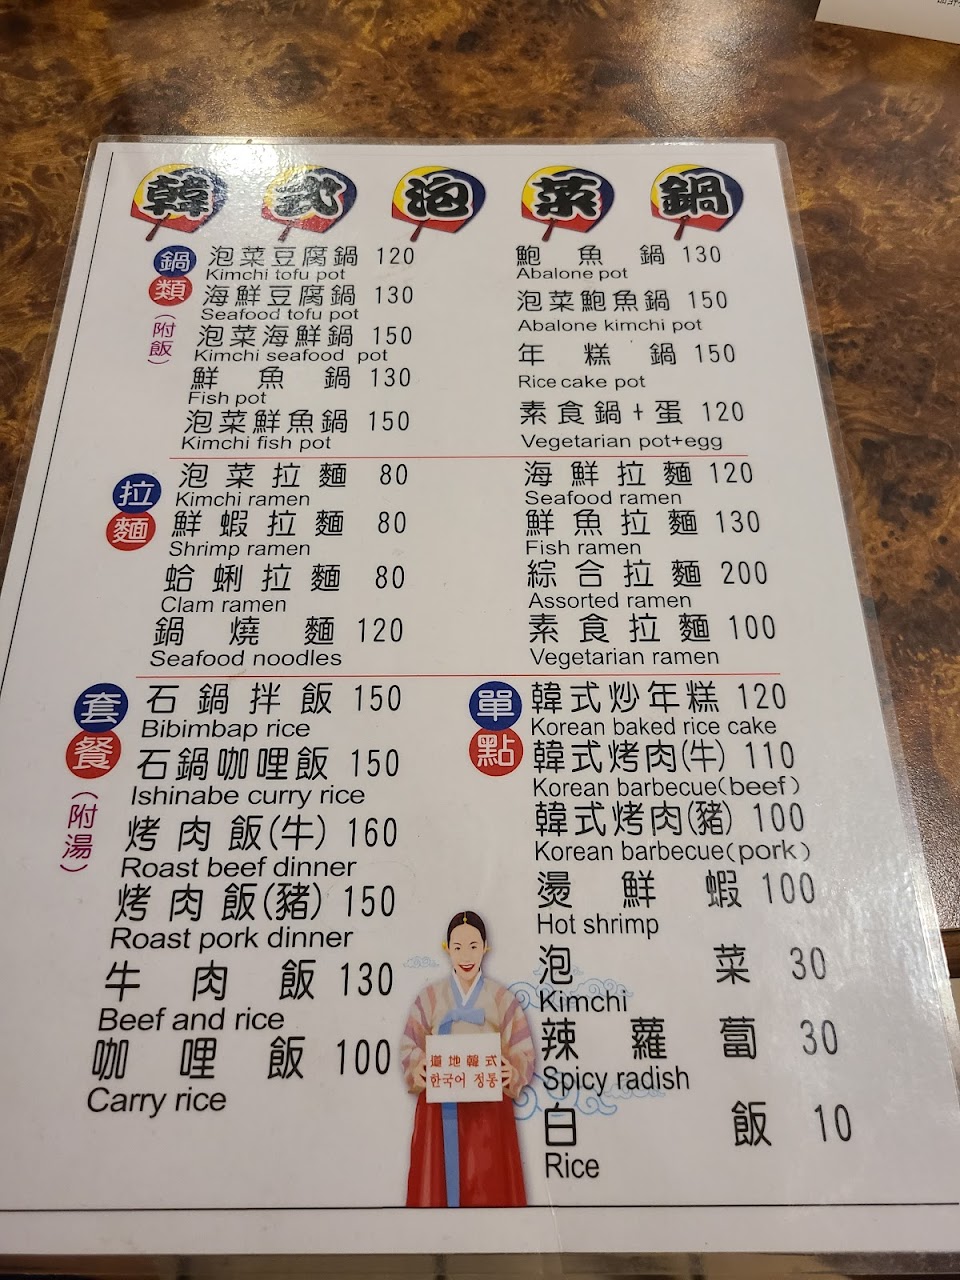 韓式泡菜鍋
鍋類
(附飯)
泡菜豆腐鍋 120
Kimchi tofu pot
海鮮豆腐鍋 130
Seafood tofu pot
泡菜海鮮鍋 150
Kimchi seafood pot
鮮魚鍋 130
Fish pot
泡菜鮮魚鍋 150
Kimchi fish pot
鮑魚鍋 130
Abalone pot
泡菜鮑魚鍋 150
Abalone kimchi pot
年糕鍋 150
Rice cake pot
素食鍋+蛋 120
Vegetarian pot+egg
拉麵
泡菜拉麵 80
Kimchi ramen
鮮蝦拉麵 80
Shrimp ramen
蛤蜊拉麵 80
Clam ramen
鍋燒麵 120
Seafood noodles
海鮮拉麵 120
Seafood ramen
鮮魚拉麵 130
Fish ramen
綜合拉麵 200
Assorted ramen
素食拉麵 100
Vegetarian ramen
套餐
(附湯)
石鍋拌飯 150
Bibimbap rice
石鍋咖哩飯 150
Ishinabe curry rice
烤肉飯(牛) 160
Roast beef dinner
烤肉飯(豬) 150
Roast pork dinner
牛肉飯 130
Beef and rice
咖哩飯 100
Carry rice
單點
韓式炒年糕 120
Korean baked rice cake
韓式烤肉(牛) 110
Korean barbecue(beef)
韓式烤肉(豬) 100
Korean barbecue(pork)
燙鮮蝦 100
Hot shrimp
泡菜 30
Kimchi
辣蘿蔔 30
Spicy radish
白飯 10
Rice
道地韓式
한국어 정통